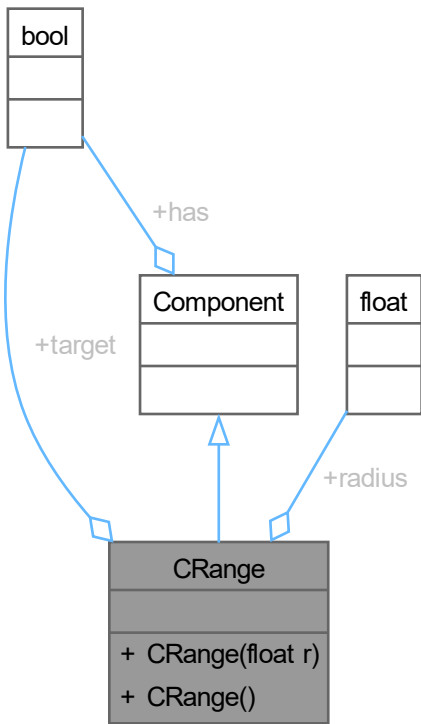 bool
+has
Component
float
+target
+radius
CRange
+ CRange(float r)
+ CRange()